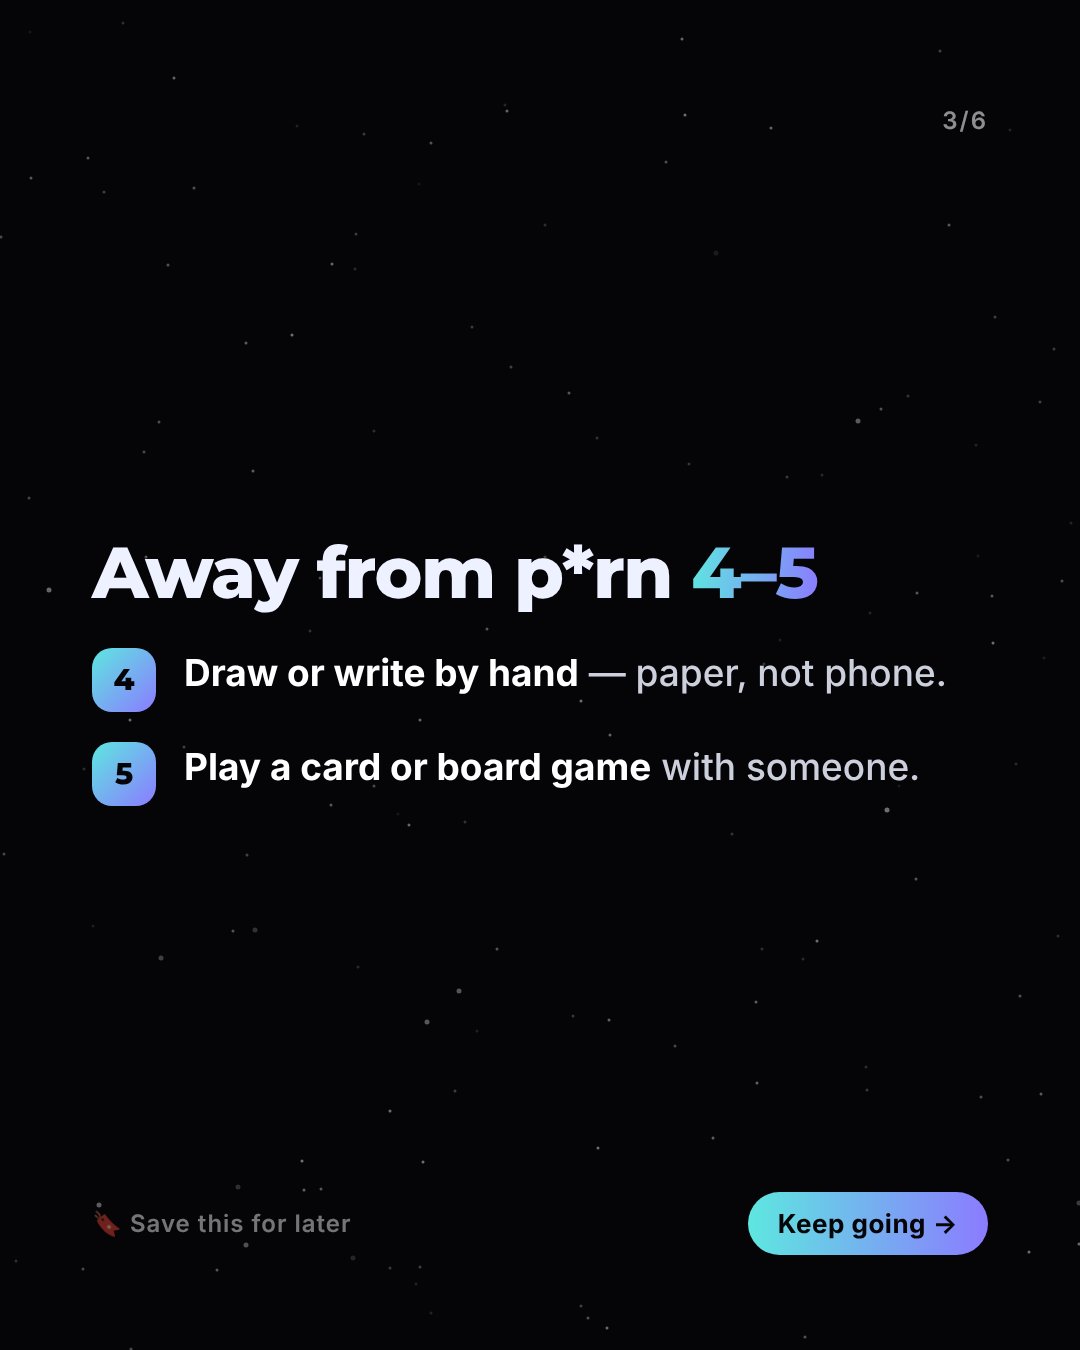 3/6
Away from p*rn 4–5
4 Draw or write by hand — paper, not phone.
5 Play a card or board game with someone.
🔖 Save this for later
Keep going →